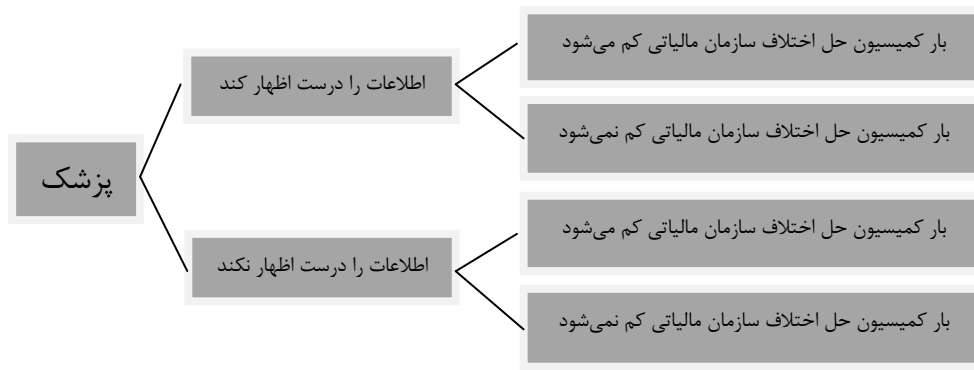 پزشک
اطلاعات را درست اظهار کند
بار کمیسیون حل اختلاف سازمان مالیاتی کم می‌شود
بار کمیسیون حل اختلاف سازمان مالیاتی کم نمی‌شود
اطلاعات را درست اظهار نکند
بار کمیسیون حل اختلاف سازمان مالیاتی کم می‌شود
بار کمیسیون حل اختلاف سازمان مالیاتی کم نمی‌شود